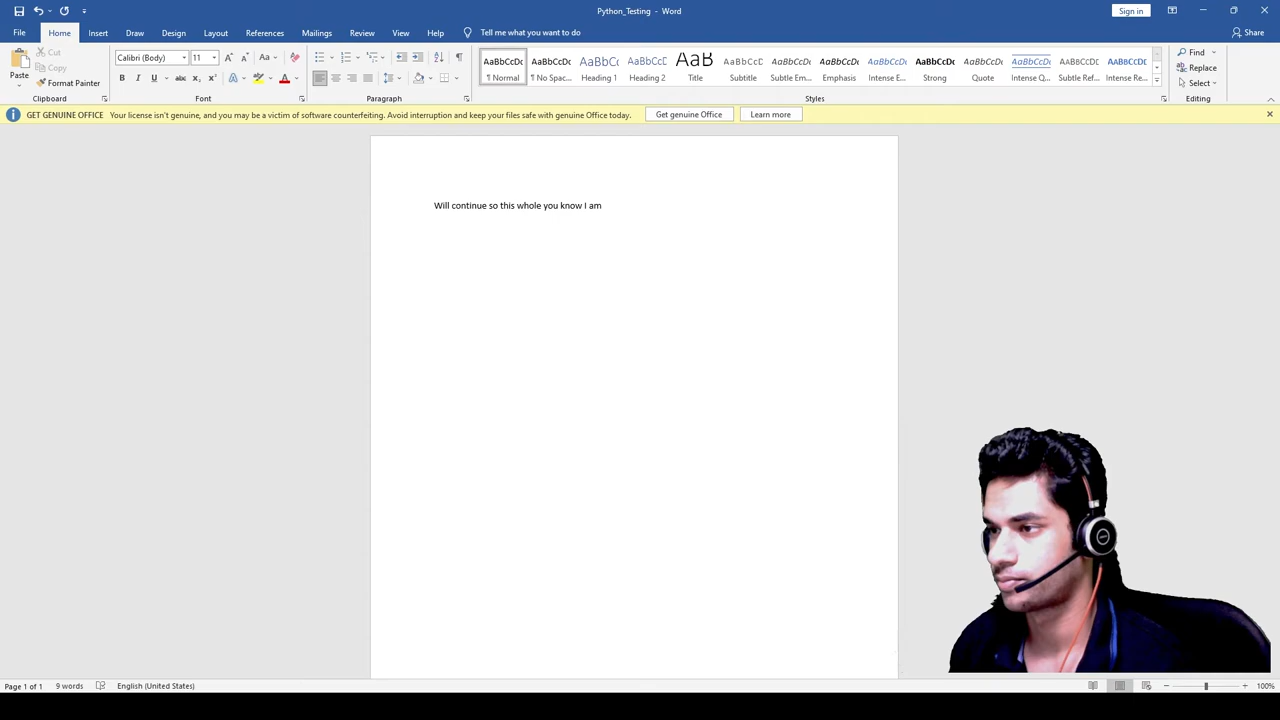 Python_Testing - Word
Sign in
File Home Insert Draw Design Layout References Mailings Review View Help Tell me what you want to do Share
Paste
Cut
Copy
Format Painter
Clipboard
Calibri (Body) 11
Font
Paragraph
AaBbCcDc AaBbCcDc AaBbC AaBbCcD AaB AaBbCcD AaBbCcDc AaBbCcDc AaBbCcDc AaBbCcDc AaBbCcDc AaBbCcDc AaBbCcDc AaBbCcDc
¶ Normal ¶ No Spac... Heading 1 Heading 2 Title Subtitle Subtle Em... Emphasis Intense E... Strong Quote Intense Q... Subtle Ref... Intense Re...
Styles
Find
Replace
Select
Editing
GET GENUINE OFFICE Your license isn't genuine, and you may be a victim of software counterfeiting. Avoid interruption and keep your files safe with genuine Office today. Get genuine Office Learn more
Will continue so this whole you know I am
Page 1 of 1 9 words English (United States) 100%